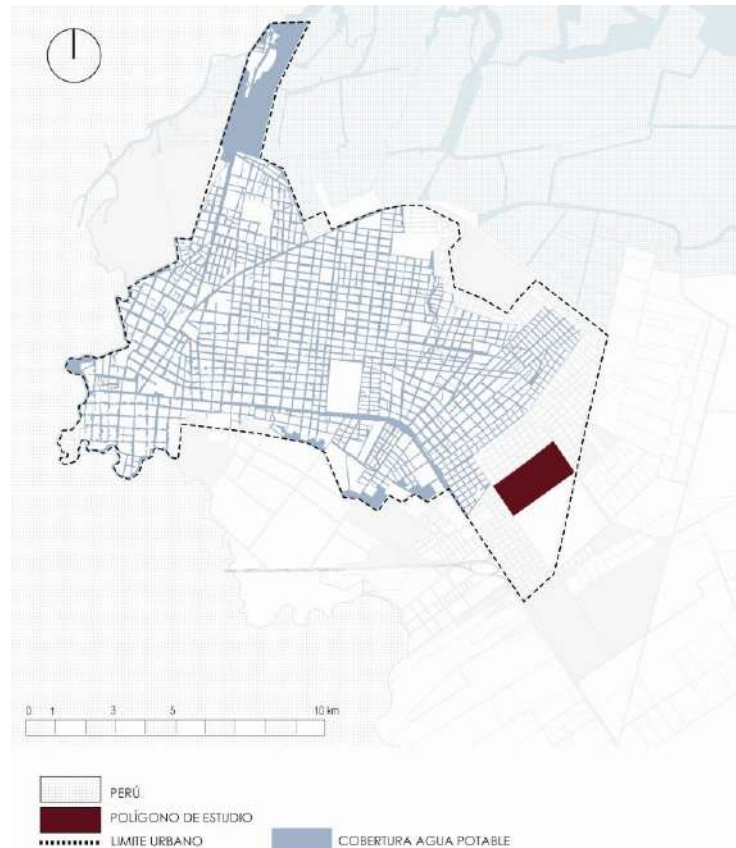 0 1 3 5 10 km
PERÚ
POLÍGONO DE ESTUDIO
LIMITE URBANO COBERTURA AGUA POTABLE